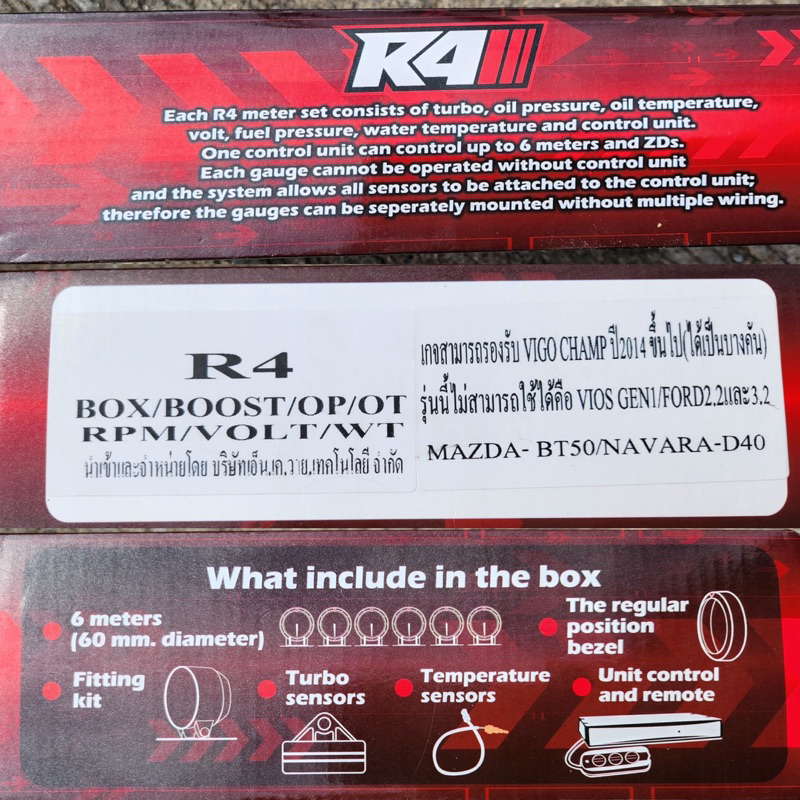 R4
Each R4 meter set consists of turbo, oil pressure, oil temperature,
volt, fuel pressure, water temperature and control unit.
One control unit can control up to 6 meters and ZDs.
Each gauge cannot be operated without control unit
and the system allows all sensors to be attached to the control unit;
therefore the gauges can be seperately mounted without multiple wiring.
R4
BOX/BOOST/OP/OT
RPM/VOLT/WT
นำเข้าและจำหน่ายโดย บริษัทเอ็น.เค.วาย.เทคโนโลยี จำกัด
เกจสามารถรองรับ VIGO CHAMP ปี2014 ขึ้นไป(ได้เป็นบางคัน)
รุ่นนี้ไม่สามารถใช้ได้คือ VIOS GEN1/FORD2.2และ3.2
MAZDA- BT50/NAVARA-D40
What include in the box
6 meters
(60 mm. diameter)
The regular
position
bezel
Fitting
kit
Turbo
sensors
Temperature
sensors
Unit control
and remote